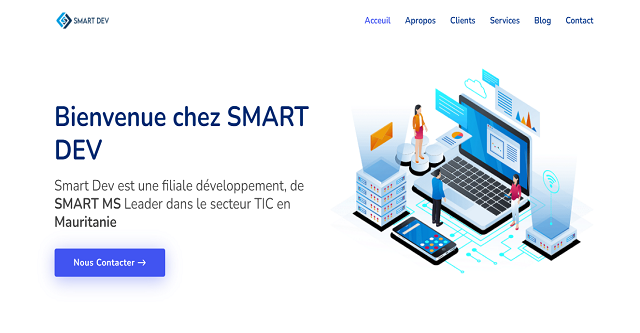 SMART DEV
Acceuil Apropos Clients Services Blog Contact
Bienvenue chez SMART
DEV
Smart Dev est une filiale développement, de
SMART MS Leader dans le secteur TIC en
Mauritanie
Nous Contacter →